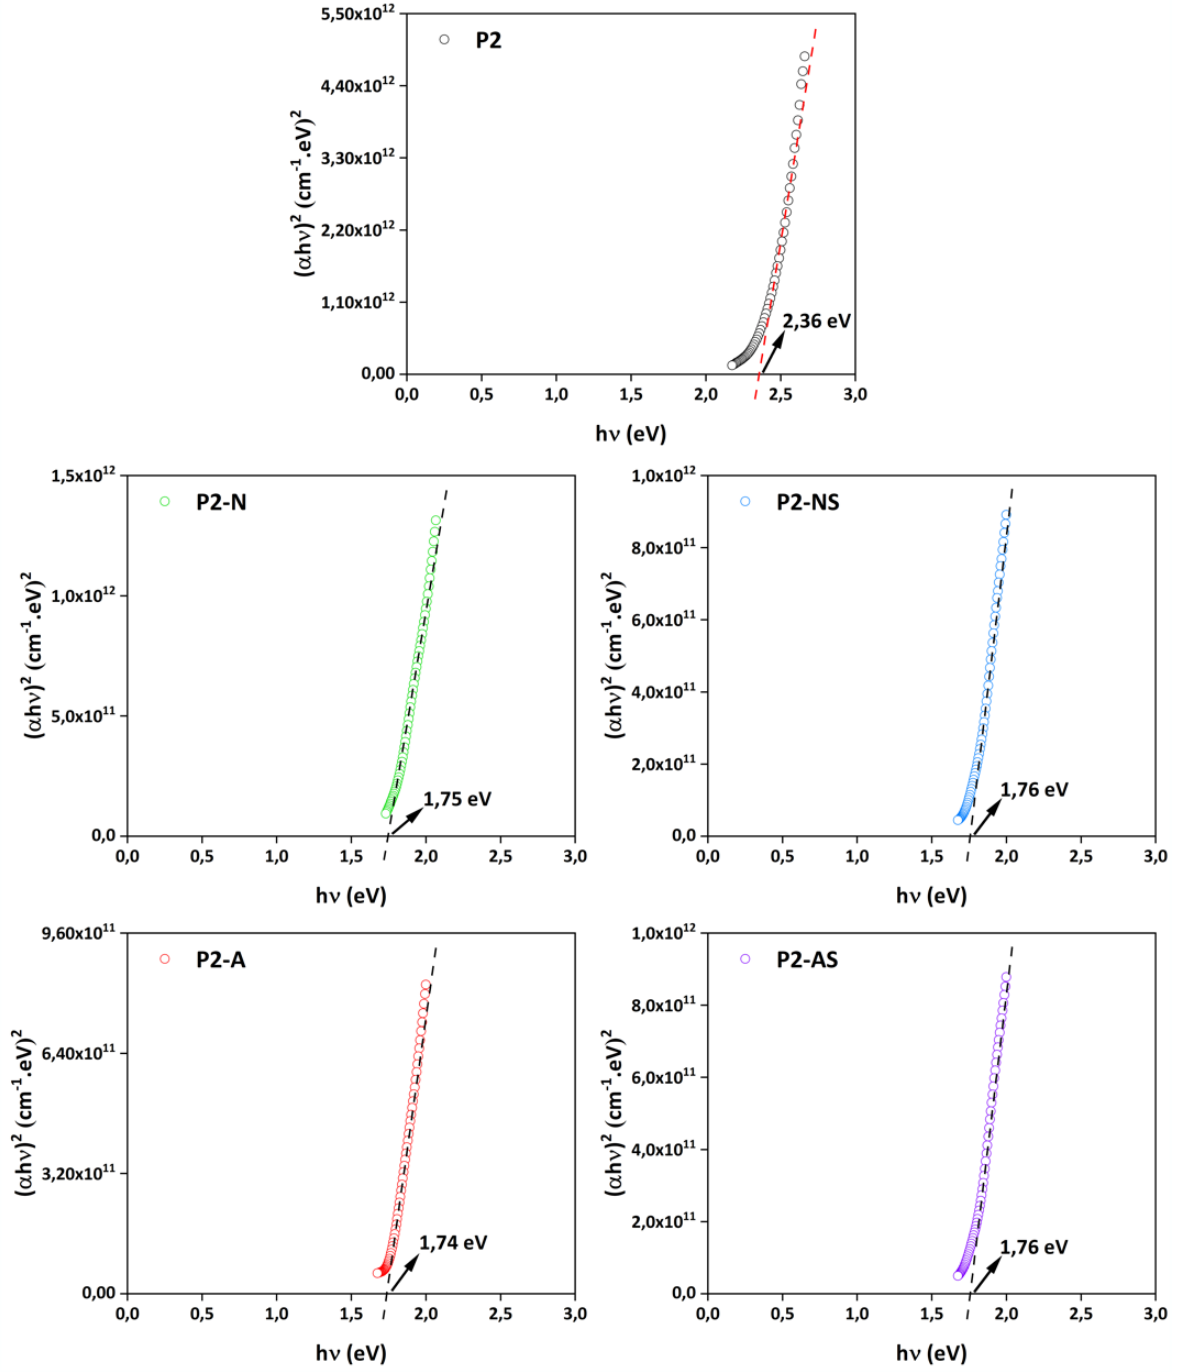 P2
5,50x10¹²
4,40x10¹²
3,30x10¹²
2,20x10¹²
1,10x10¹²
0,00
(αhν)² (cm⁻¹.eV)²
2,36 eV
0,0 0,5 1,0 1,5 2,0 2,5 3,0
hν (eV)
P2-N
1,5x10¹²
1,0x10¹²
5,0x10¹¹
0,0
(αhν)² (cm⁻¹.eV)²
1,75 eV
0,0 0,5 1,0 1,5 2,0 2,5 3,0
hν (eV)
P2-NS
1,0x10¹²
8,0x10¹¹
6,0x10¹¹
4,0x10¹¹
2,0x10¹¹
0,0
(αhν)² (cm⁻¹.eV)²
1,76 eV
0,0 0,5 1,0 1,5 2,0 2,5 3,0
hν (eV)
P2-A
9,60x10¹¹
6,40x10¹¹
3,20x10¹¹
0,00
(αhν)² (cm⁻¹.eV)²
1,74 eV
0,0 0,5 1,0 1,5 2,0 2,5 3,0
hν (eV)
P2-AS
1,0x10¹²
8,0x10¹¹
6,0x10¹¹
4,0x10¹¹
2,0x10¹¹
0,0
(αhν)² (cm⁻¹.eV)²
1,76 eV
0,0 0,5 1,0 1,5 2,0 2,5 3,0
hν (eV)